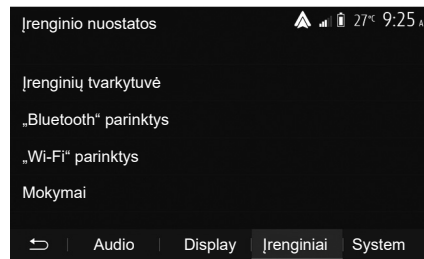 Įrenginio nuostatos 27°C 9:25 A
Įrenginių tvarkytuvė
„Bluetooth“ parinktys
„Wi-Fi“ parinktys
Mokymai
Audio Display Įrenginiai System